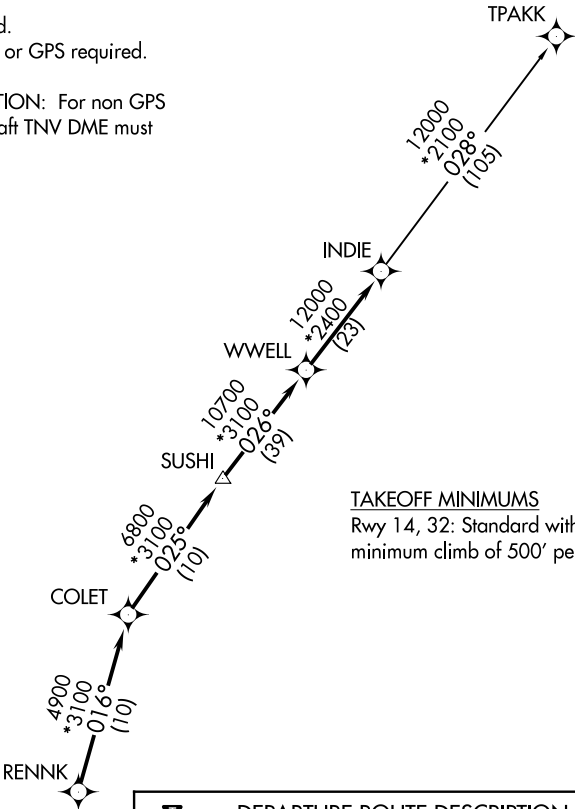 d.
or GPS required.
TION: For non GPS
aft TNV DME must
TPAKK
12000
*2100
028°
(105)
INDIE
12000
*2400
(23)
WWELL
10700
*3100
026°
(39)
SUSHI
6800
*3100
025°
(10)
TAKEOFF MINIMUMS
Rwy 14, 32: Standard with
minimum climb of 500' pe
COLET
4900
*3100
016°
(10)
RENNK
DEPARTURE ROUTE DESCRIPTION